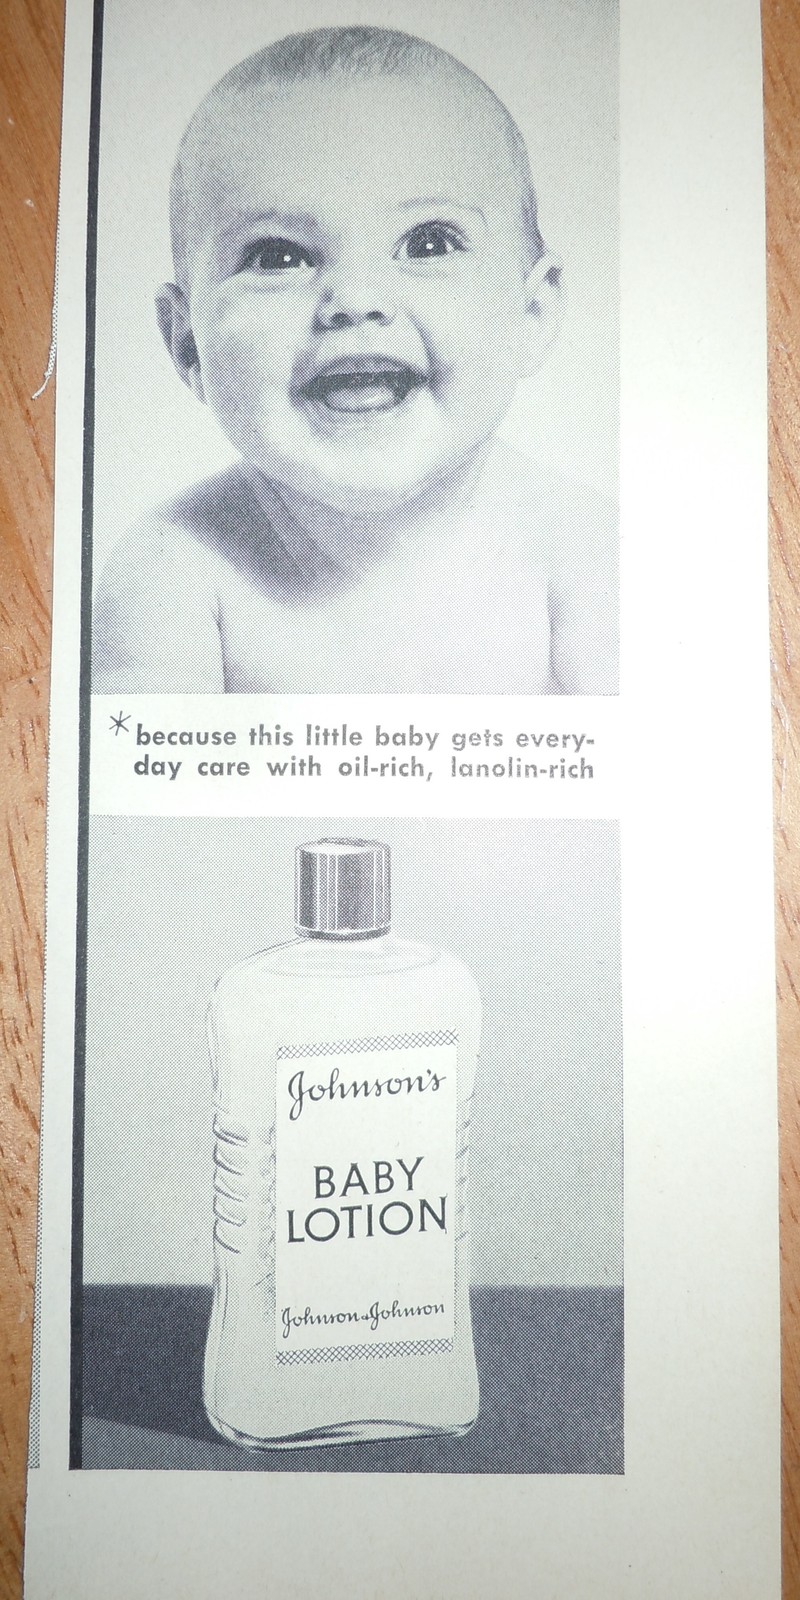 *because this little baby gets every-
day care with oil-rich, lanolin-rich
Johnson's
BABY
LOTION
Johnson & Johnson